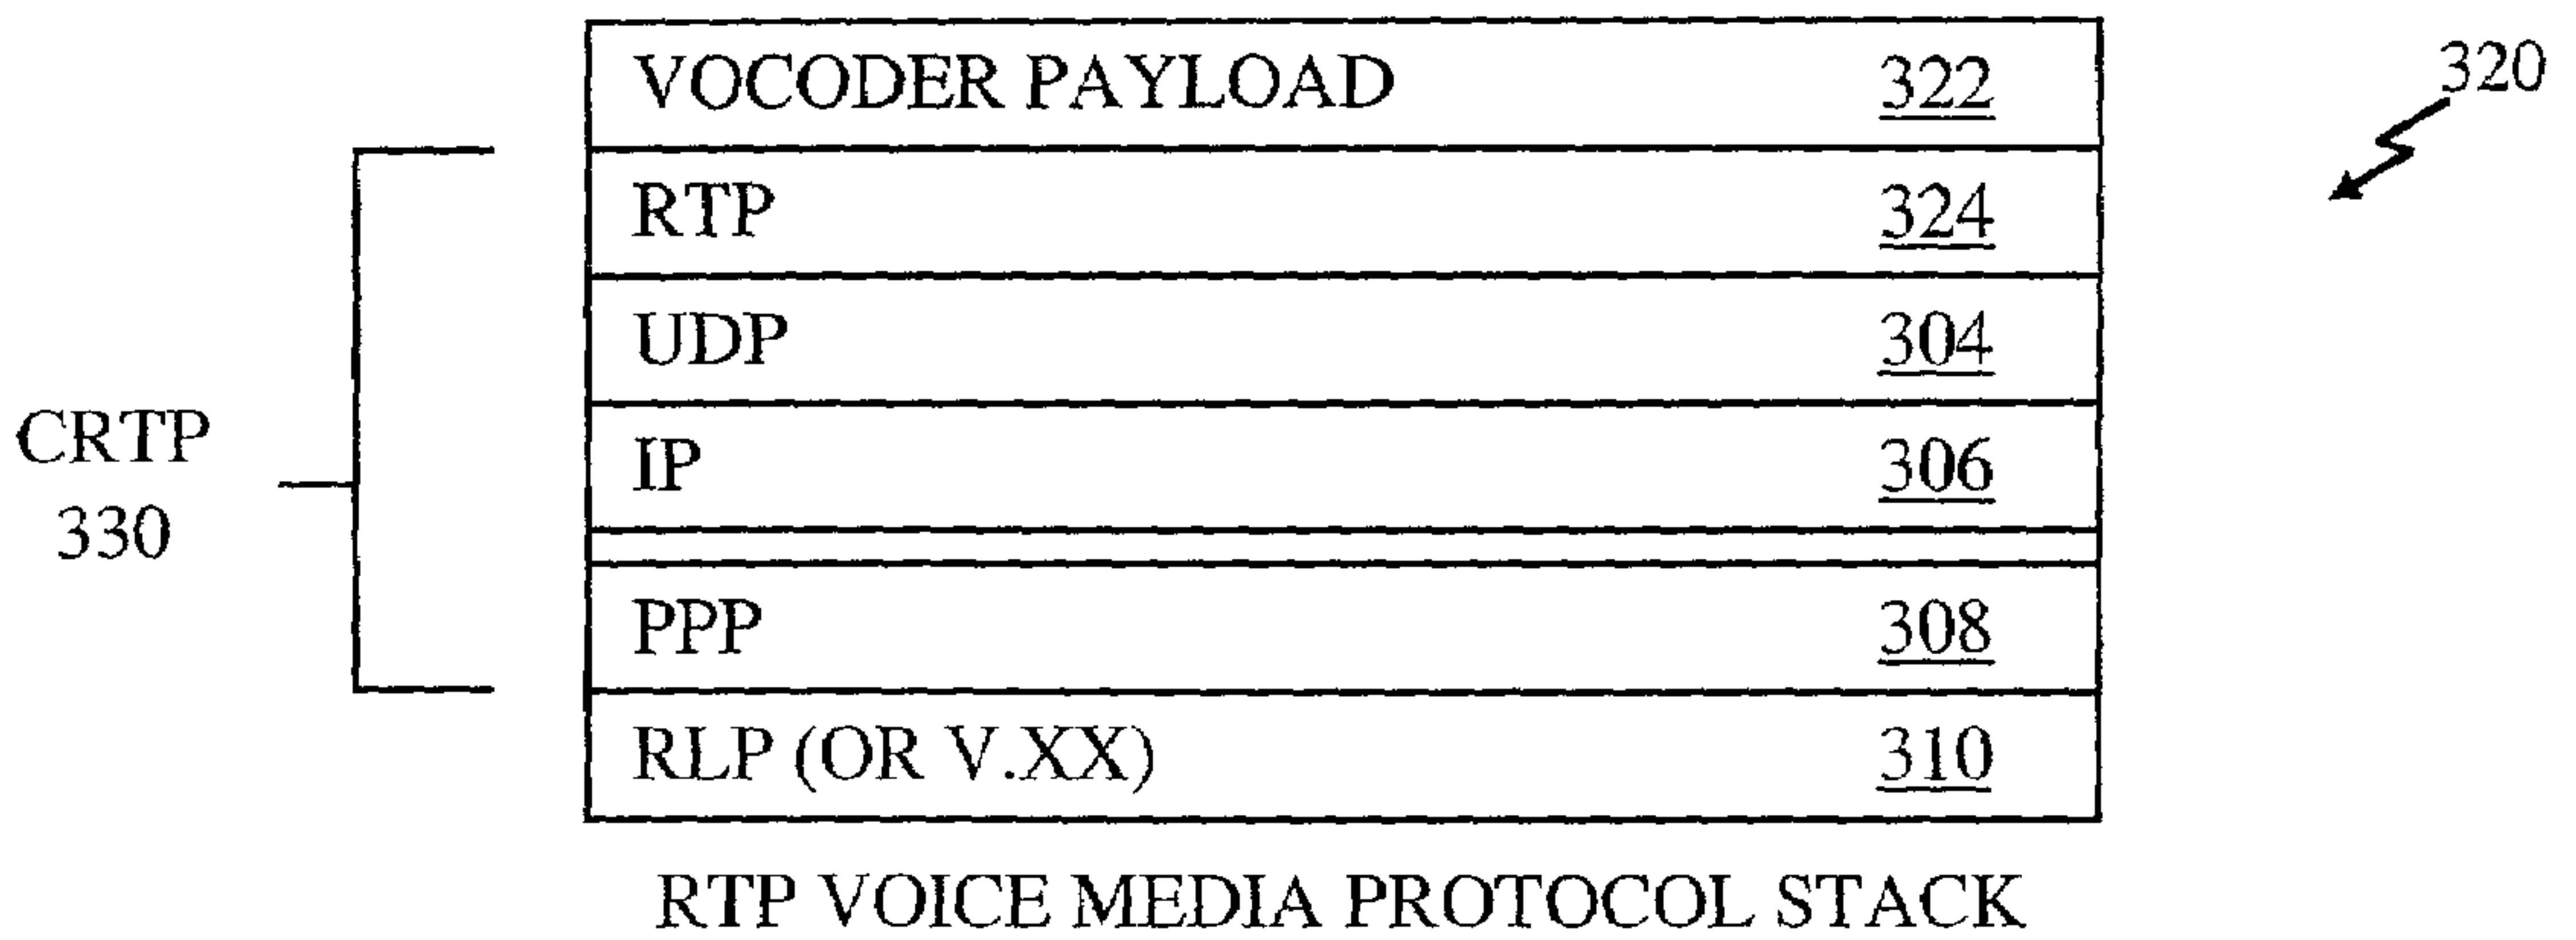 VOCODER PAYLOAD 322
320
RTP 324
UDP 304
IP 306
CRTP
330
PPP 308
RLP (OR V.XX) 310
RTP VOICE MEDIA PROTOCOL STACK